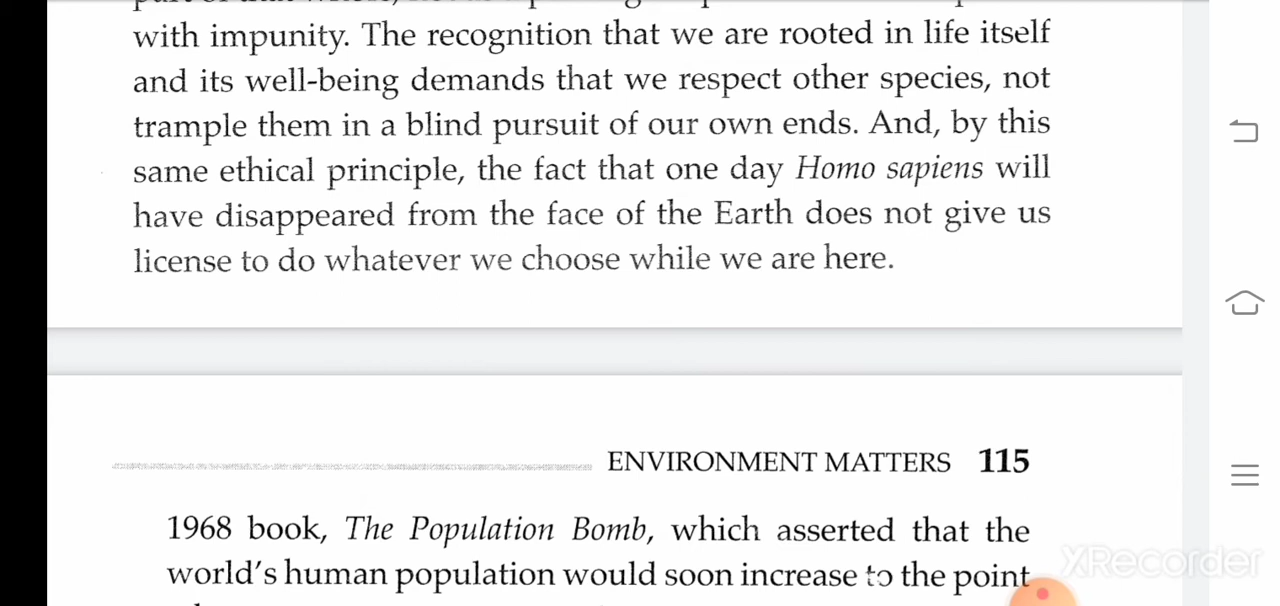 with impunity. The recognition that we are rooted in life itself
and its well-being demands that we respect other species, not
trample them in a blind pursuit of our own ends. And, by this
same ethical principle, the fact that one day Homo sapiens will
have disappeared from the face of the Earth does not give us
license to do whatever we choose while we are here.
ENVIRONMENT MATTERS 115
1968 book, The Population Bomb, which asserted that the
world's human population would soon increase to the point
XRecorder